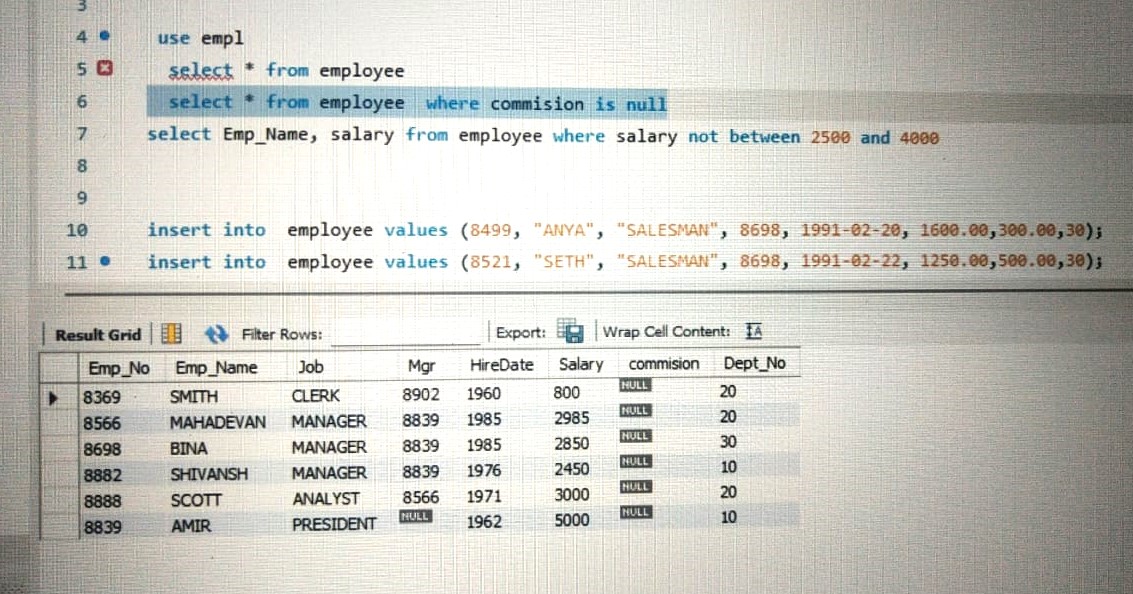 3
4 use empl
5 select * from employee
6 select * from employee where commision is null
7 select Emp_Name, salary from employee where salary not between 2500 and 4000
8
9
10 insert into employee values (8499, "ANYA", "SALESMAN", 8698, 1991-02-20, 1600.00,300.00,30);
11 insert into employee values (8521, "SETH", "SALESMAN", 8698, 1991-02-22, 1250.00,500.00,30);
Result Grid Filter Rows: Export: Wrap Cell Content: IA
Emp_No Emp_Name Job Mgr HireDate Salary commision Dept_No
8369 SMITH CLERK 8902 1960 800 NULL 20
8566 MAHADEVAN MANAGER 8839 1985 2985 NULL 20
8698 BINA MANAGER 8839 1985 2850 NULL 30
8882 SHIVANSH MANAGER 8839 1976 2450 NULL 10
8888 SCOTT ANALYST 8566 1971 3000 NULL 20
8839 AMIR PRESIDENT NULL 1962 5000 NULL 10